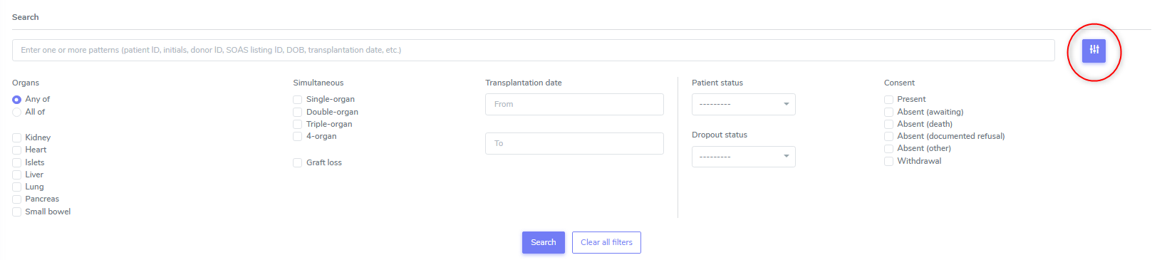 Search
Enter one or more patterns (patient ID, initials, donor ID, SOAS listing ID, DOB, transplantation date, etc.)
Organs
Any of
All of
Kidney
Heart
Islets
Liver
Lung
Pancreas
Small bowel
Simultaneous
Single-organ
Double-organ
Triple-organ
4-organ
Graft loss
Transplantation date
From
To
Patient status
---------
Dropout status
---------
Consent
Present
Absent (awaiting)
Absent (death)
Absent (documented refusal)
Absent (other)
Withdrawal
Search
Clear all filters